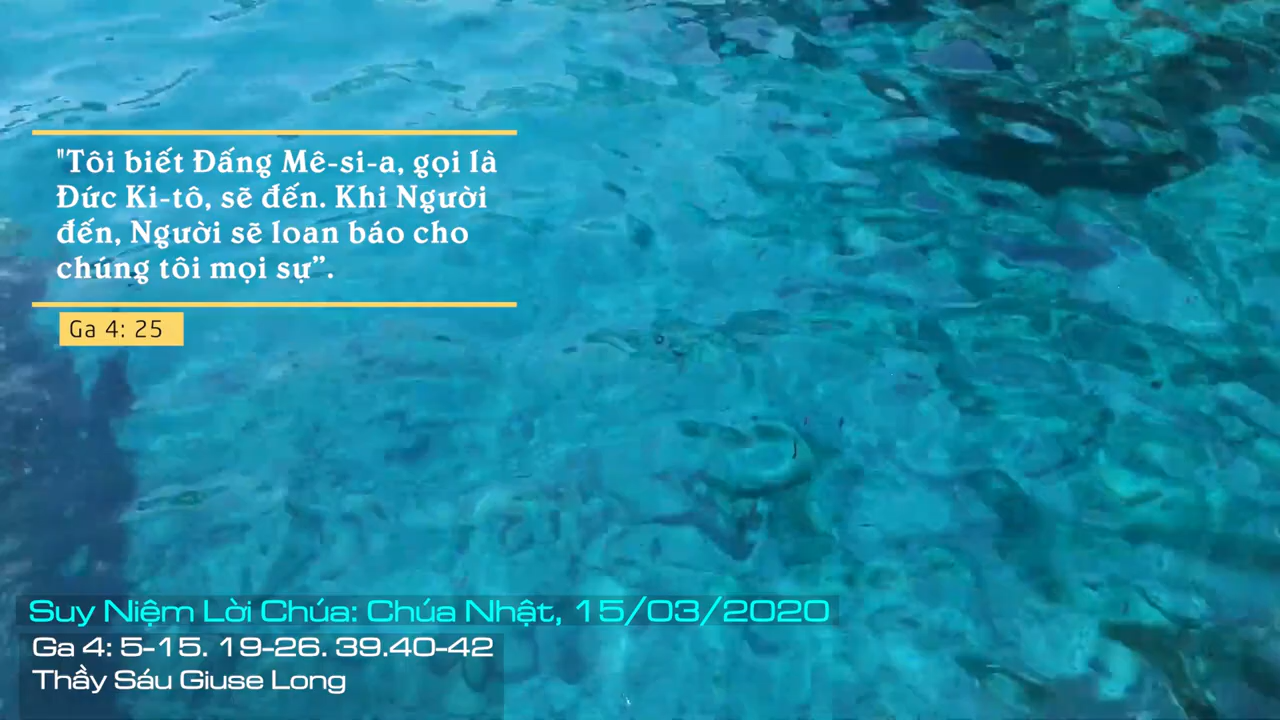 "Tôi biết Đấng Mê-si-a, gọi là
Đức Ki-tô, sẽ đến. Khi Người
đến, Người sẽ loan báo cho
chúng tôi mọi sự”.
Ga 4: 25
Suy Niệm Lời Chúa: Chúa Nhật, 15/03/2020
Ga 4: 5-15. 19-26. 39.40-42
Thầy Sáu Giuse Long